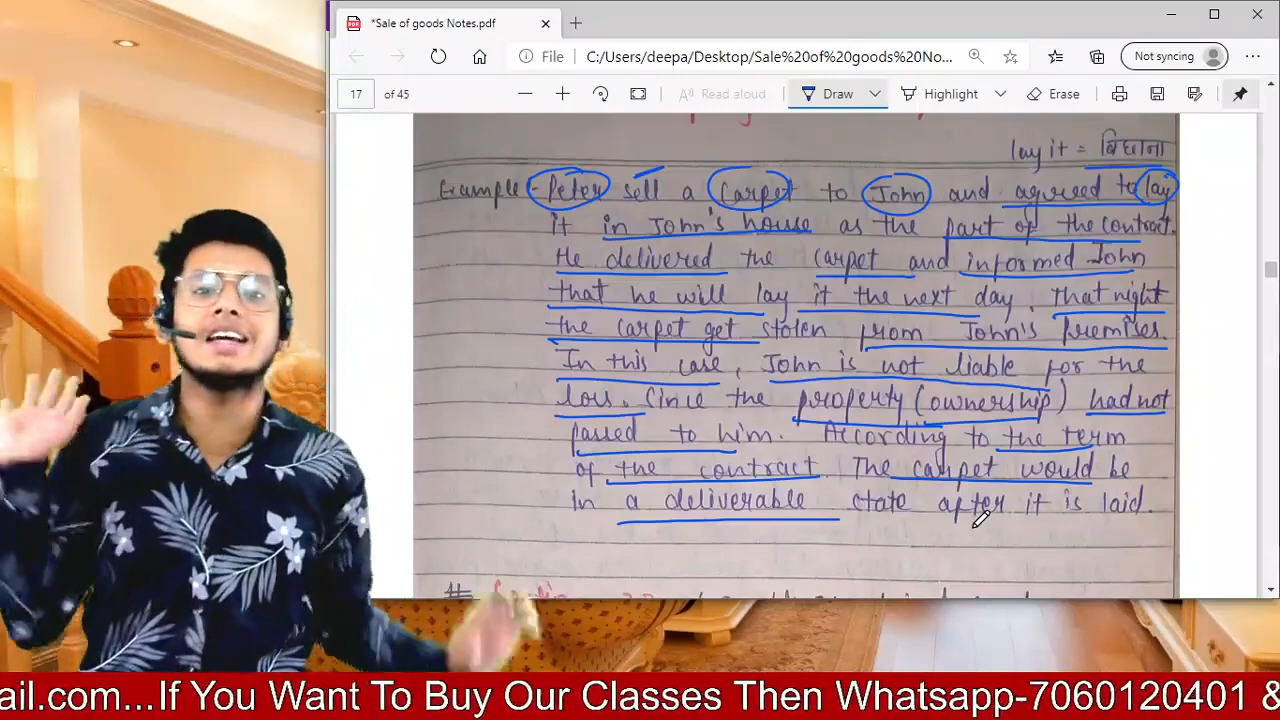 *Sale of goods Notes.pdf
File C:/Users/deepa/Desktop/Sale%20of%20goods%20No... Not syncing
17 of 45 Read aloud Draw Highlight Erase
lay it = बिछाना
Example - Peter sell a Carpet to John and agreed to lay
it in John's house as the part of the contract.
He delivered the carpet and informed John
that he will lay it the next day. That night
the carpet get stolen from John's premises.
In this case, John is not liable for the
loss. Cince the property (ownership) had not
passed to him. According to the term
of the contract. The carpet would be
in a deliverable state after it is laid.
ail.com...If You Want To Buy Our Classes Then Whatsapp-7060120401 &